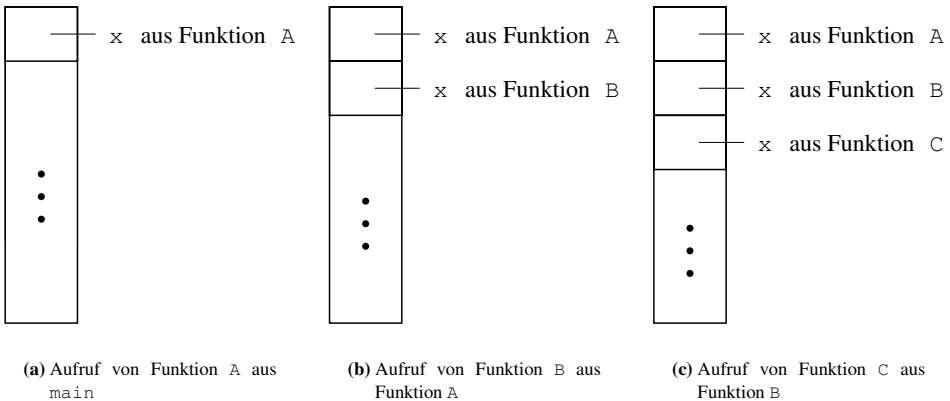 x aus Funktion A
x aus Funktion A
x aus Funktion B
x aus Funktion A
x aus Funktion B
x aus Funktion C
(a) Aufruf von Funktion A aus
main
(b) Aufruf von Funktion B aus
Funktion A
(c) Aufruf von Funktion C aus
Funktion B